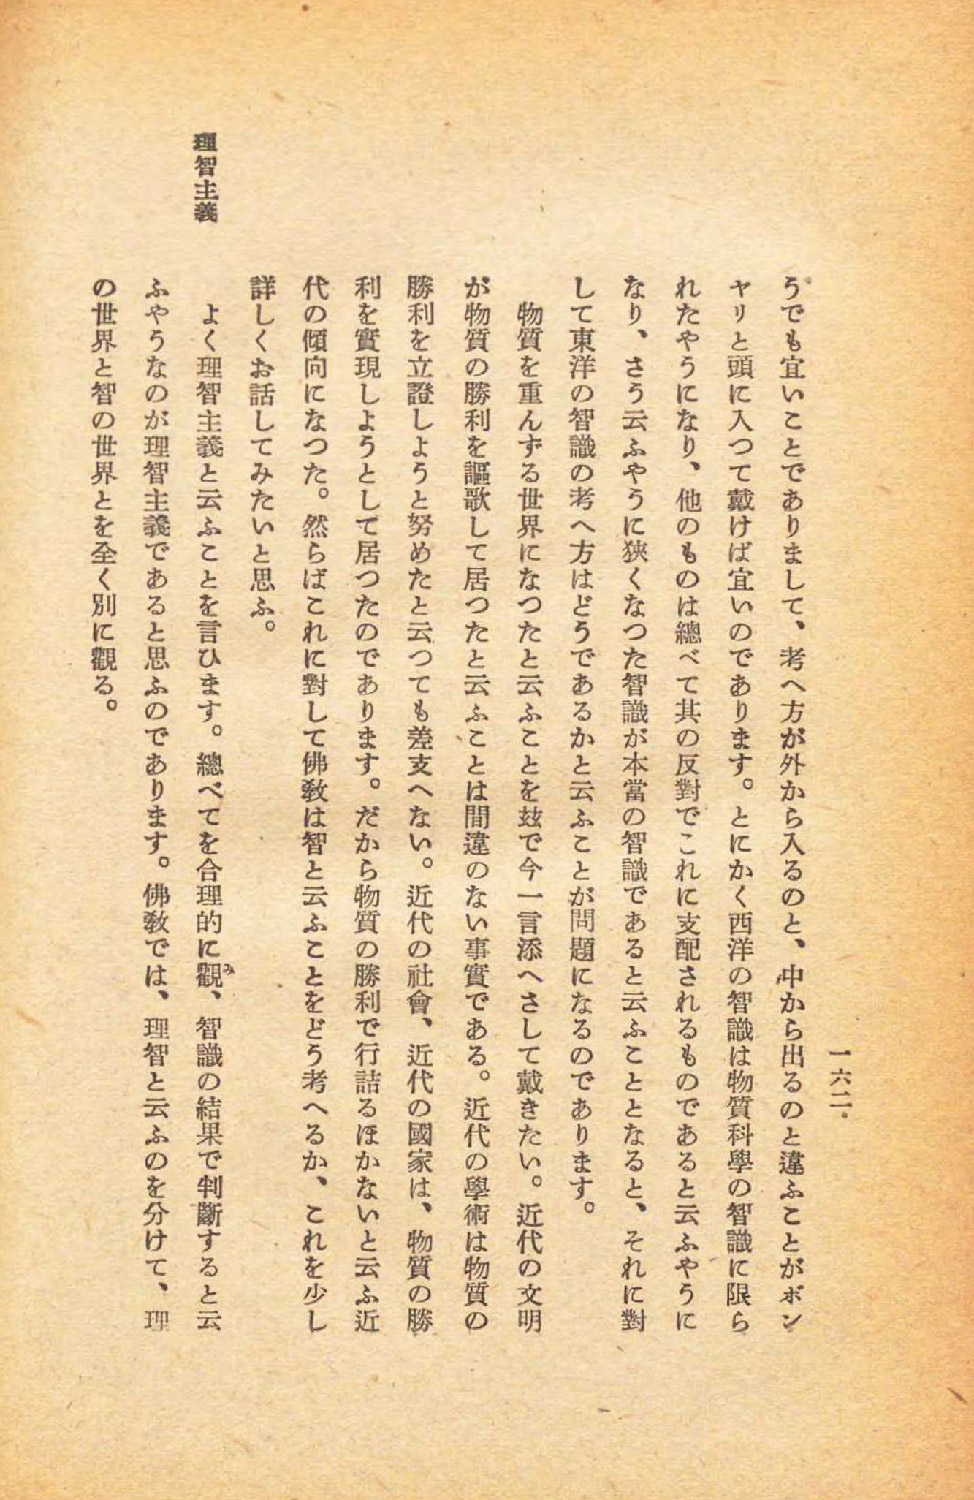 一六二
うでも宜いことでありまして、考へ方が外から入るのと、中から出るのと違ふことがボン
ヤリと頭に入つて戴けば宜いのであります。とにかく西洋の智識は物質科學の智識に限ら
れたやうになり、他のものは總べて其の反對でこれに支配されるものであると云ふやうに
なり、さう云ふやうに狹くなつた智識が本當の智識であると云ふこととなると、それに對
して東洋の智識の考へ方はどうであるかと云ふことが問題になるのであります。
物質を重んずる世界になつたと云ふことを玆で今一言添へさして戴きたい。近代の文明
が物質の勝利を謳歌して居つたと云ふことは間違のない事實である。近代の學術は物質の
勝利を立證しようと努めたと云つても差支へない。近代の社會、近代の國家は、物質の勝
利を實現しようとして居つたのであります。だから物質の勝利で行詰るほかないと云ふ近
代の傾向になつた。然らばこれに對して佛敎は智と云ふことをどう考へるか、これを少し
詳しくお話してみたいと思ふ。
理智主義
よく理智主義と云ふことを言ひます。總べてを合理的に觀、智識の結果で判斷すると云
み
ふやうなのが理智主義であると思ふのであります。佛敎では、理智と云ふのを分けて、理
の世界と智の世界とを全く別に觀る。